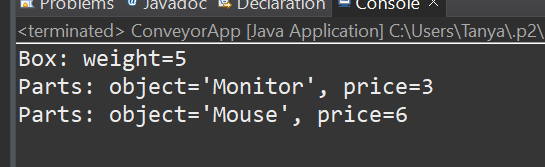 Problems Javadoc Declaration Console
<terminated> ConveyorApp [Java Application] C:\Users\Tanya\.p2\
Box: weight=5
Parts: object='Monitor', price=3
Parts: object='Mouse', price=6